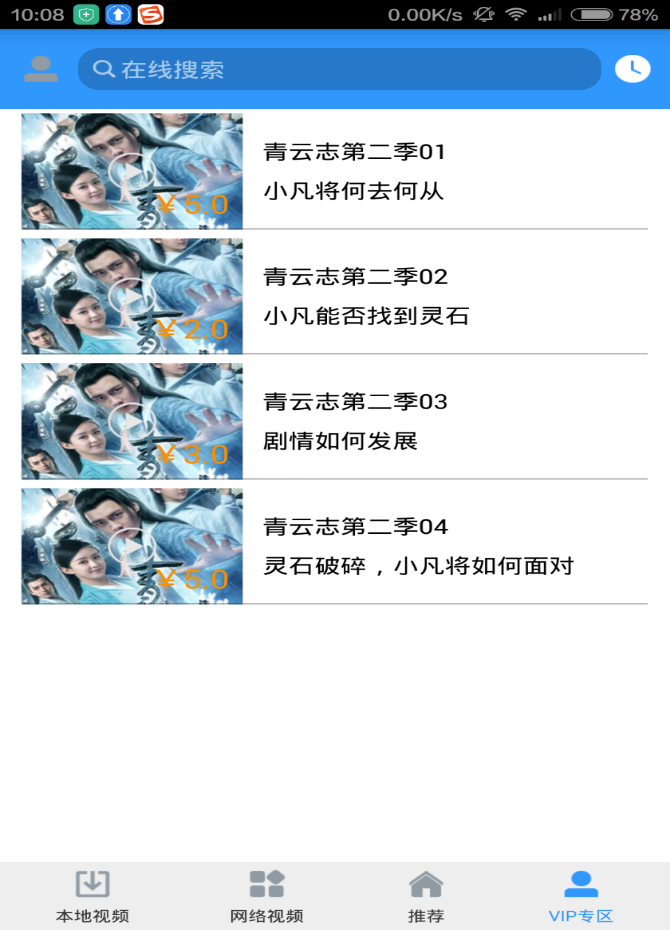 10:08 0.00K/s 78%
在线搜索
青云志第二季01
小凡将何去何从
￥5.0
青云志第二季02
小凡能否找到灵石
￥2.0
青云志第二季03
剧情如何发展
￥3.0
青云志第二季04
灵石破碎，小凡将如何面对
￥5.0
本地视频 网络视频 推荐 VIP专区